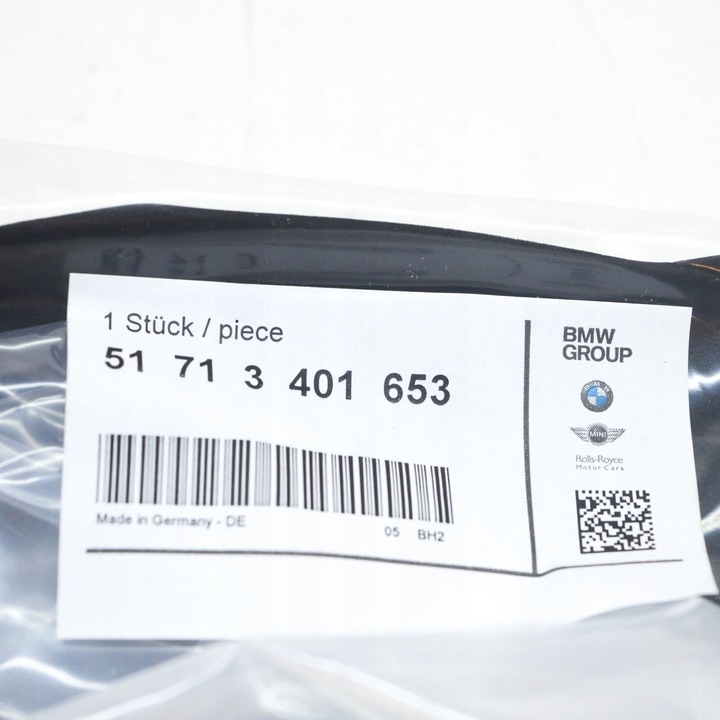 1 Stück / piece
51 71 3 401 653
Made in Germany - DE
05 BH2
BMW
GROUP
MINI
Rolls-Royce
Motor Cars